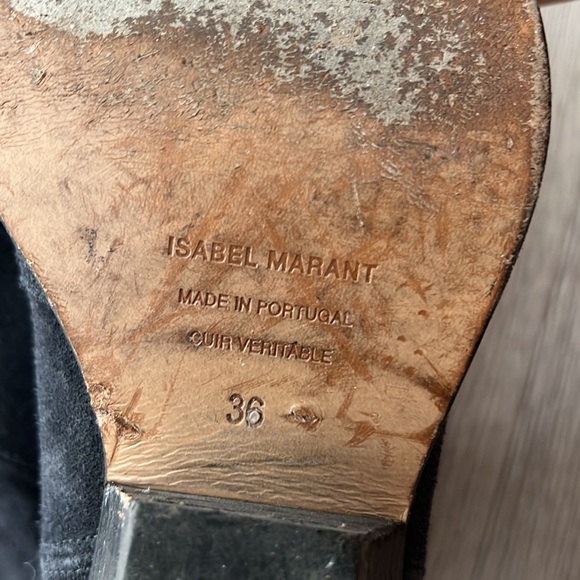 ISABEL MARANT
MADE IN PORTUGAL
CUIR VERITABLE
36